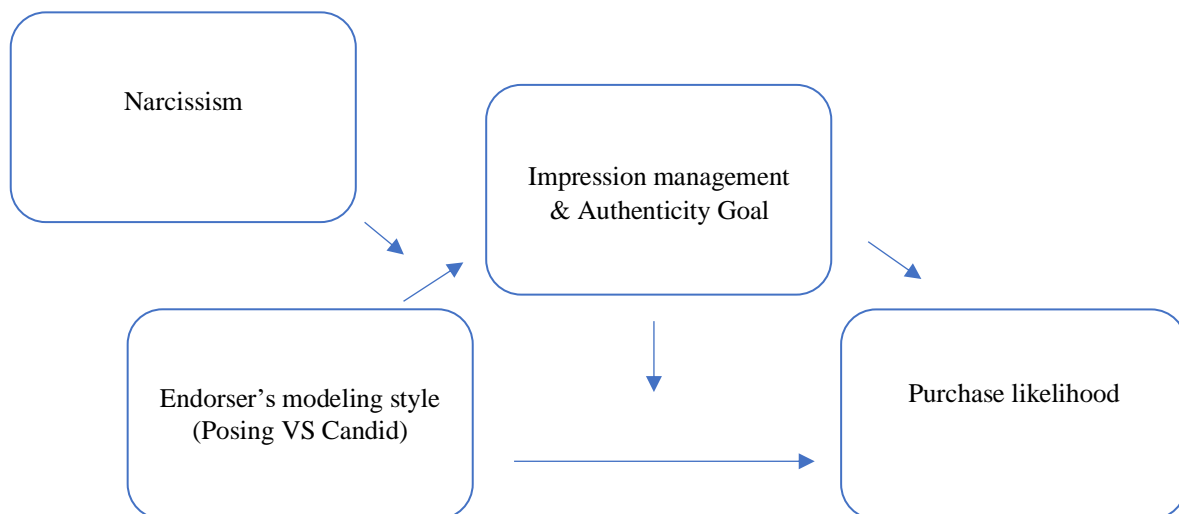 Narcissism
Impression management
& Authenticity Goal
Endorser’s modeling style
(Posing VS Candid)
Purchase likelihood